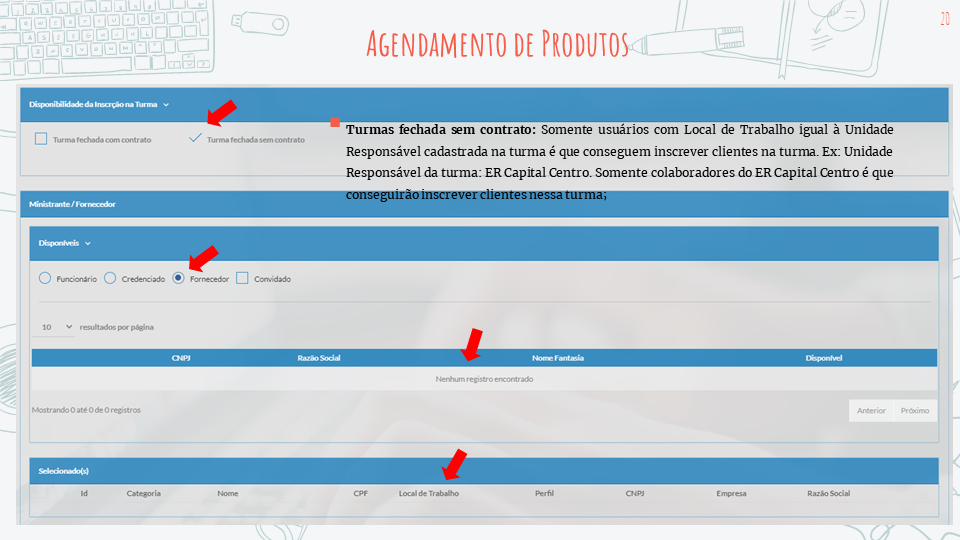 20
Agendamento de Produtos
Disponibilidade da Inscrção na Turma
Turma fechada com contrato Turma fechada sem contrato
Turmas fechada sem contrato: Somente usuários com Local de Trabalho igual à Unidade
Responsável cadastrada na turma é que conseguem inscrever clientes na turma. Ex: Unidade
Responsável da turma: ER Capital Centro. Somente colaboradores do ER Capital Centro é que
conseguirão inscrever clientes nessa turma;
Ministrante / Fornecedor
Disponíveis
Funcionário Credenciado Fornecedor Convidado
10 resultados por página
CNPJ Razão Social Nome Fantasia Disponível
Nenhum registro encontrado
Mostrando 0 até 0 de 0 registros Anterior Próximo
Selecionado(s)
Id Categoria Nome CPF Local de Trabalho Perfil CNPJ Empresa Razão Social